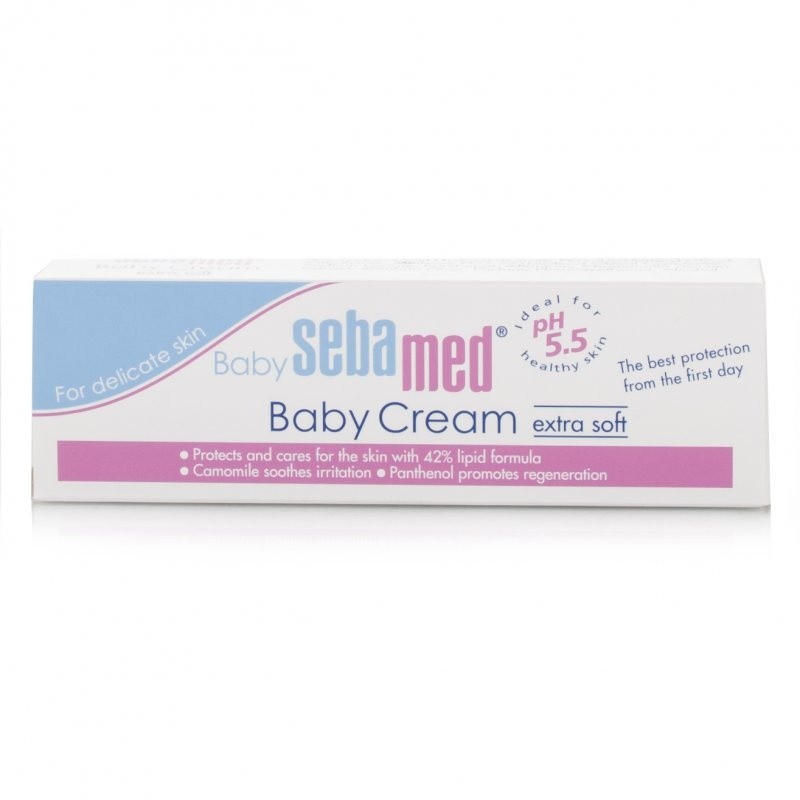 For delicate skin
Baby sebamed®
Ideal for healthy skin
pH
5.5
The best protection
from the first day
Baby Cream extra soft
• Protects and cares for the skin with 42% lipid formula
• Camomile soothes irritation • Panthenol promotes regeneration